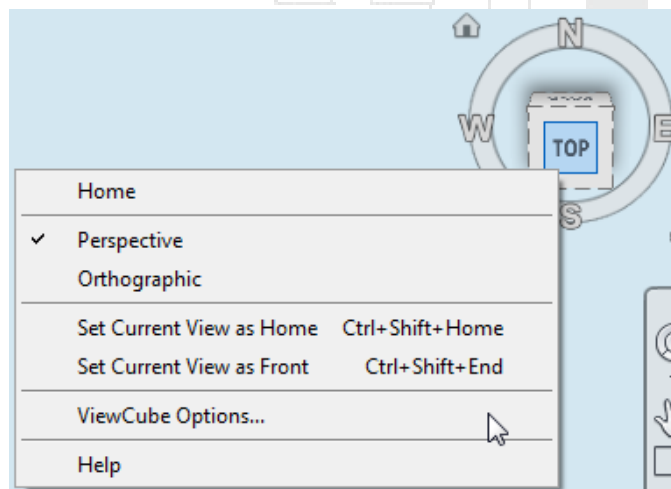 N
W
E
TOP
S
Home
Perspective
Orthographic
Set Current View as Home Ctrl+Shift+Home
Set Current View as Front Ctrl+Shift+End
ViewCube Options...
Help